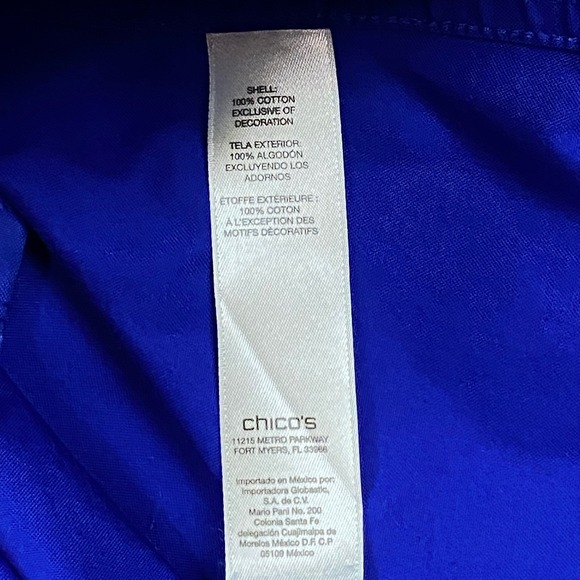 SHELL:
100% COTTON
EXCLUSIVE OF
DECORATION
TELA EXTERIOR:
100% ALGODÓN
EXCLUYENDO LOS
ADORNOS
ÉTOFFE EXTÉRIEURE:
100% COTON
À L'EXCEPTION DES
MOTIFS DÉCORATIFS
chico's
11215 METRO PARKWAY
FORT MYERS, FL 33966
Importado en México por:
Importadora Globastic,
S.A. de C.V.
Mario Pani No. 200
Colonia Santa Fe
delegación Cuajimalpa de
Morelos México D.F. C.P.
05109 México